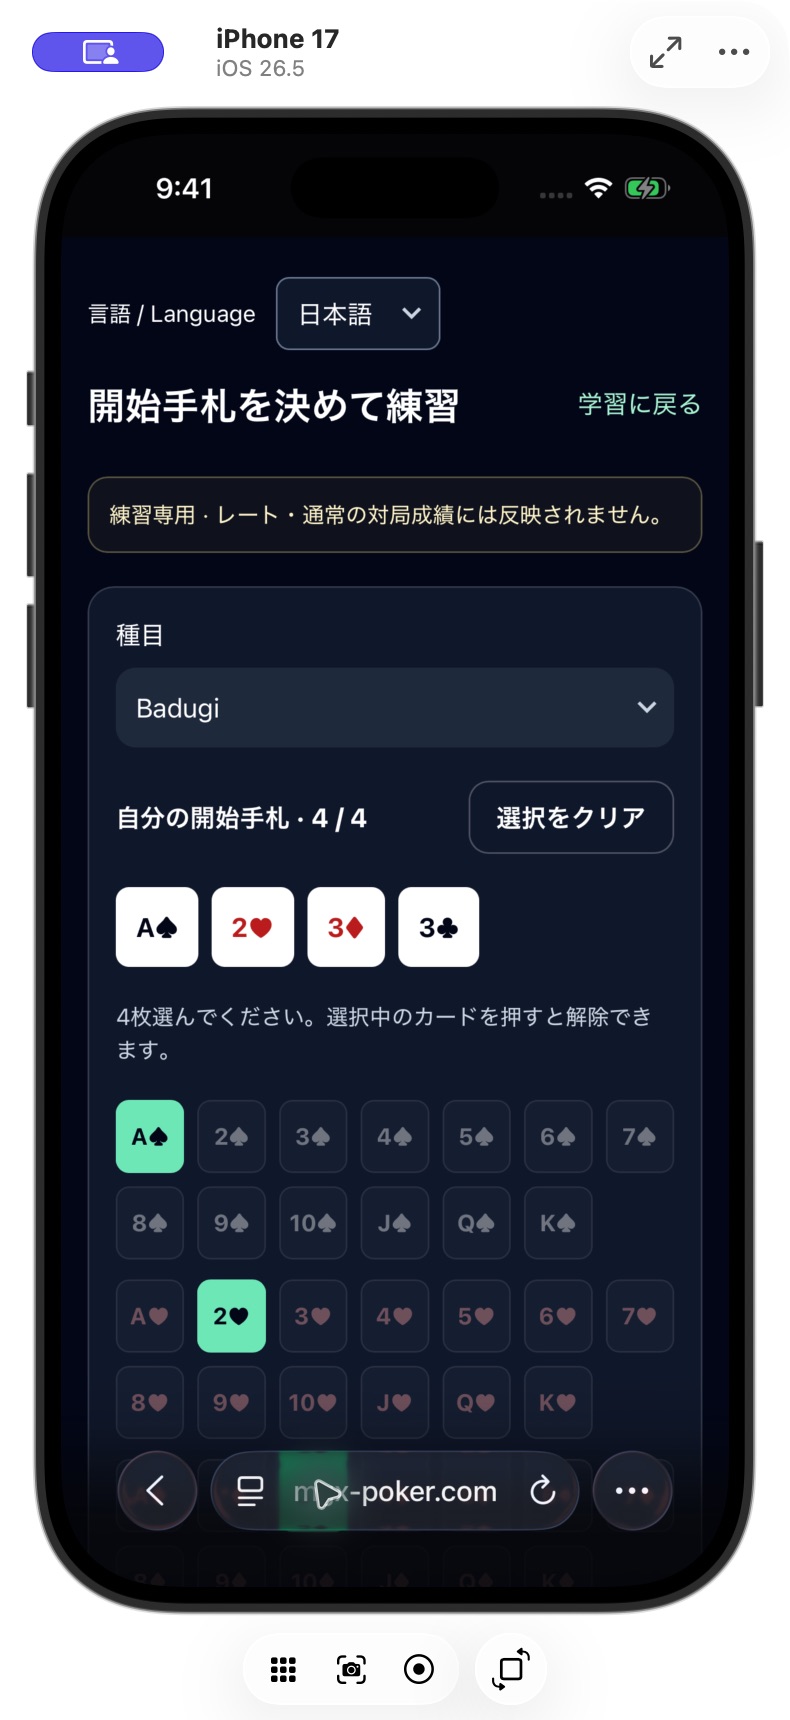 iPhone 17
iOS 26.5
9:41
言語 / Language
日本語
開始手札を決めて練習
学習に戻る
練習専用 · レート・通常の対局成績には反映されません。
種目
Badugi
自分の開始手札 · 4 / 4
選択をクリア
A♠ 2♥ 3♦ 3♣
4枚選んでください。選択中のカードを押すと解除でき
ます。
A♠ 2♠ 3♠ 4♠ 5♠ 6♠ 7♠
8♠ 9♠ 10♠ J♠ Q♠ K♠
A♥ 2♥ 3♥ 4♥ 5♥ 6♥ 7♥
8♥ 9♥ 10♥ J♥ Q♥ K♥
-poker.com
8 9 10 J Q K